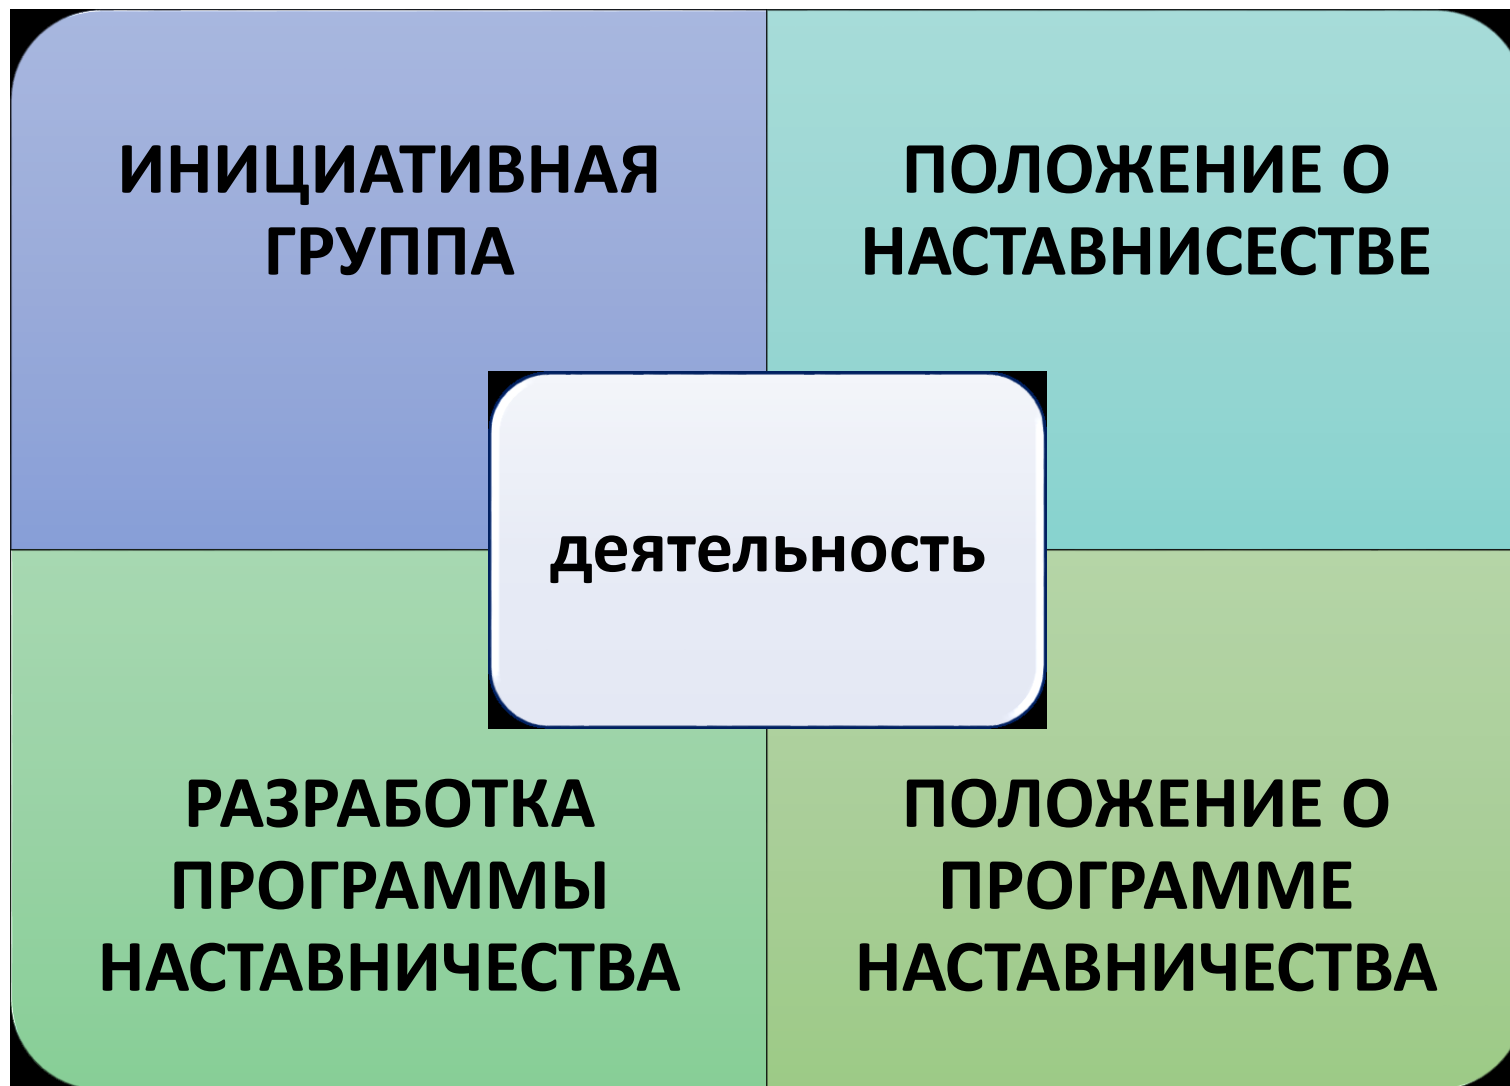 ИНИЦИАТИВНАЯ
ГРУППА
ПОЛОЖЕНИЕ О
НАСТАВНИСЕСТВЕ
деятельность
РАЗРАБОТКА
ПРОГРАММЫ
НАСТАВНИЧЕСТВА
ПОЛОЖЕНИЕ О
ПРОГРАММЕ
НАСТАВНИЧЕСТВА